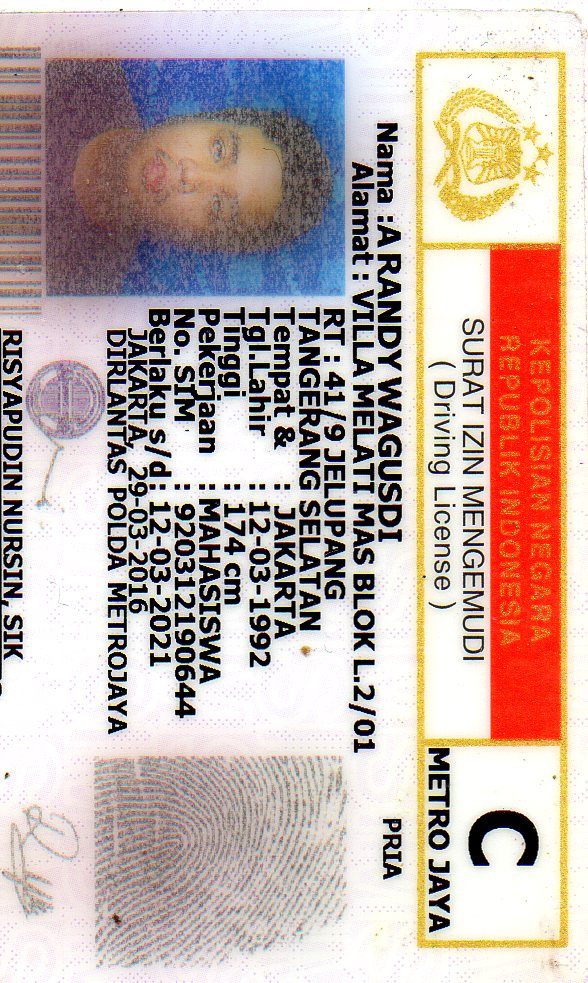 KEPOLISIAN NEGARA
REPUBLIK INDONESIA
SURAT IZIN MENGEMUDI
( Driving License )
C
METRO JAYA
PRIA
Nama :A RANDY WAGUSDI
Alamat : VILLA MELATI MAS BLOK L.2/01
RT : 41/9 JELUPANG
TANGERANG SELATAN
Tempat & : JAKARTA
Tgl.Lahir : 12-03-1992
Tinggi : 174 cm
Pekerjaan : MAHASISWA
No. SIM : 920312190644
Berlaku s/d : 12-03-2021
JAKARTA, 29-03-2016
DIRLANTAS POLDA METROJAYA
RISYAPUDIN NURSIN, SIK